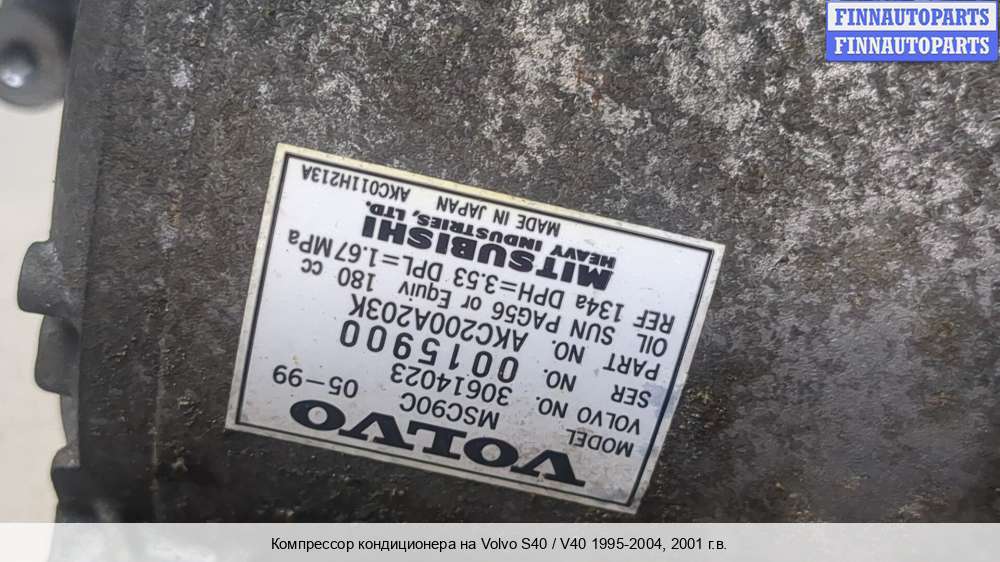 FINNAUTOPARTS
FINNAUTOPARTS
VOLVO
MODEL MSC90C 05-99
VOLVO NO. 30614023
SER NO. 0015900
PART NO. AKC200A203K
OIL SUN PAG56 or Equiv 180 cc
REF 134a DPH=3.53 DPL=1.67MPa
MITSUBISHI
HEAVY INDUSTRIES, LTD.
MADE IN JAPAN AKC011H213A
Компрессор кондиционера на Volvo S40 / V40 1995-2004, 2001 г.в.